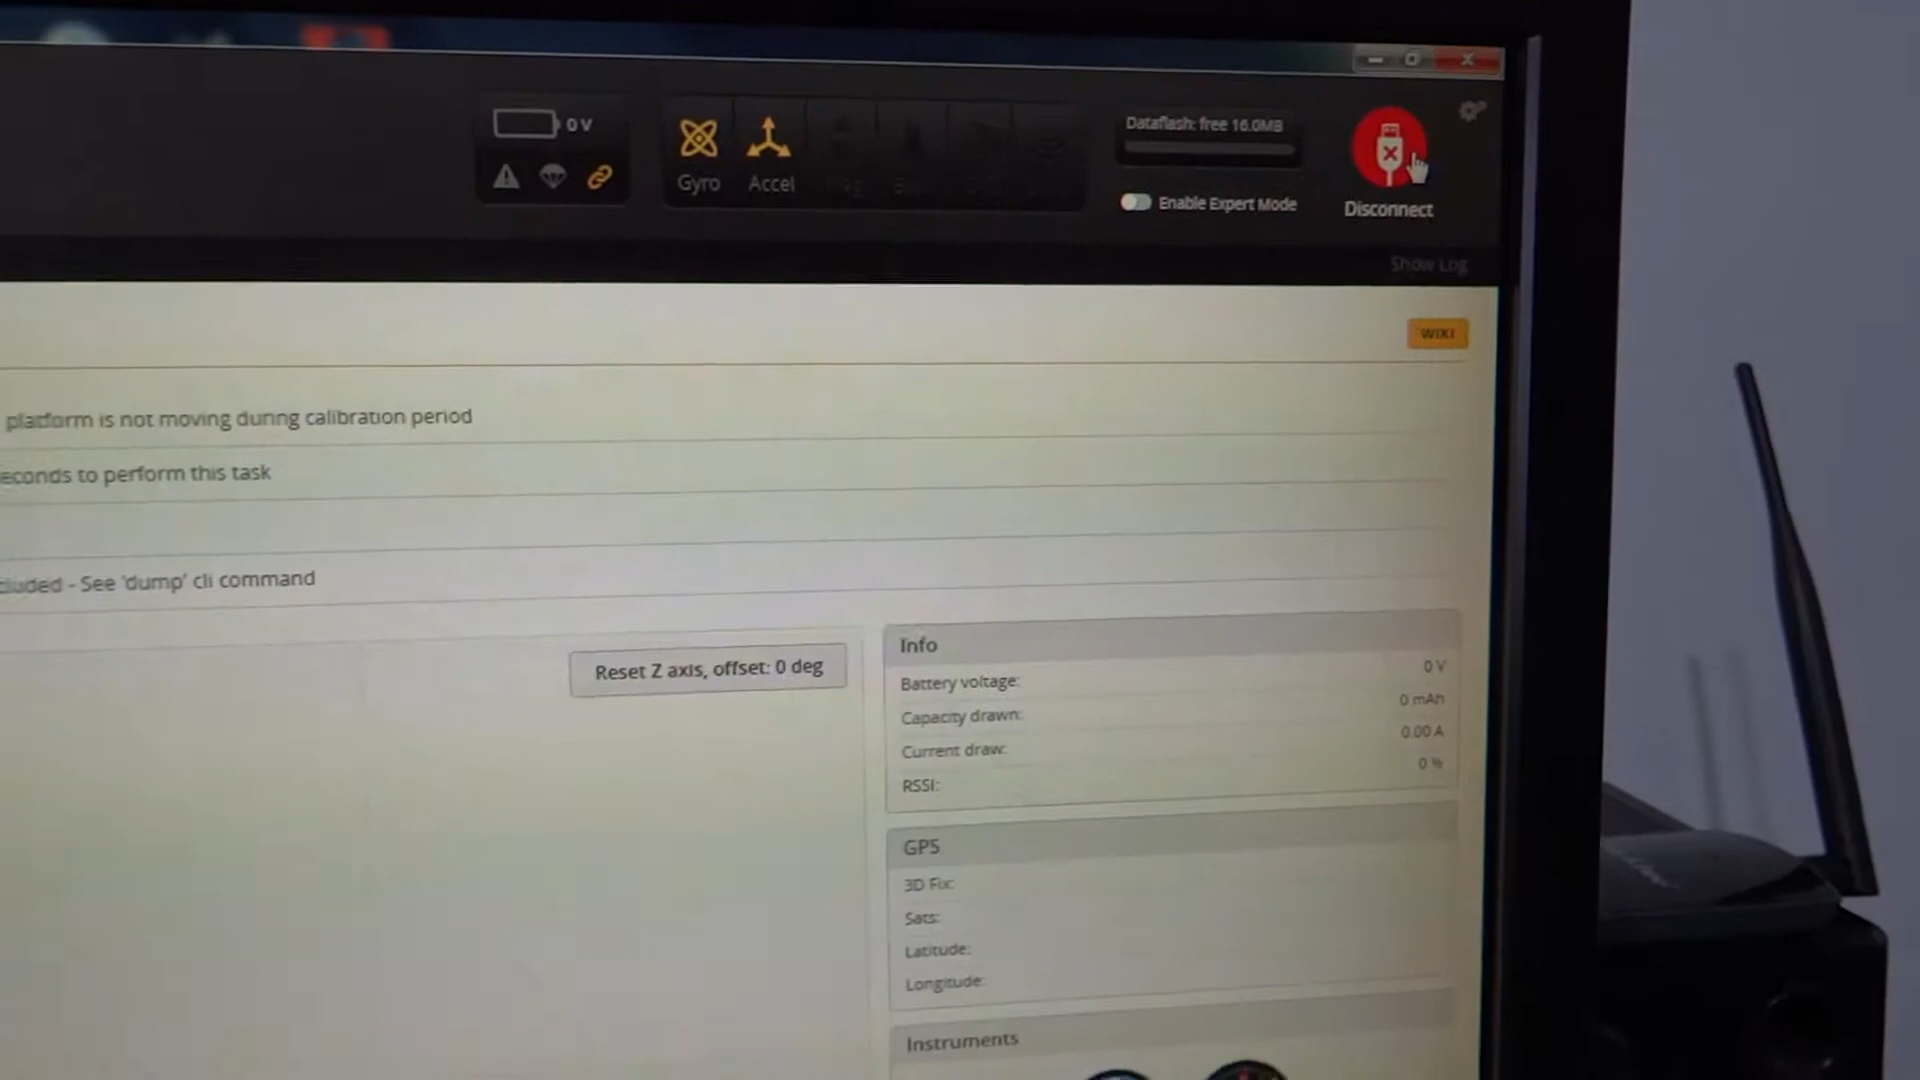 0 V
Gyro
Accel
Dataflash: free 16.0MB
Enable Expert Mode
Disconnect
Show Log
WIKI
platform is not moving during calibration period
econds to perform this task
cluded - See 'dump' cli command
Reset Z axis, offset: 0 deg
Info
Battery voltage: 0 V
Capacity drawn: 0 mAh
Current draw: 0.00 A
RSSI: 0 %
GPS
3D Fix:
Sats:
Latitude:
Longitude:
Instruments